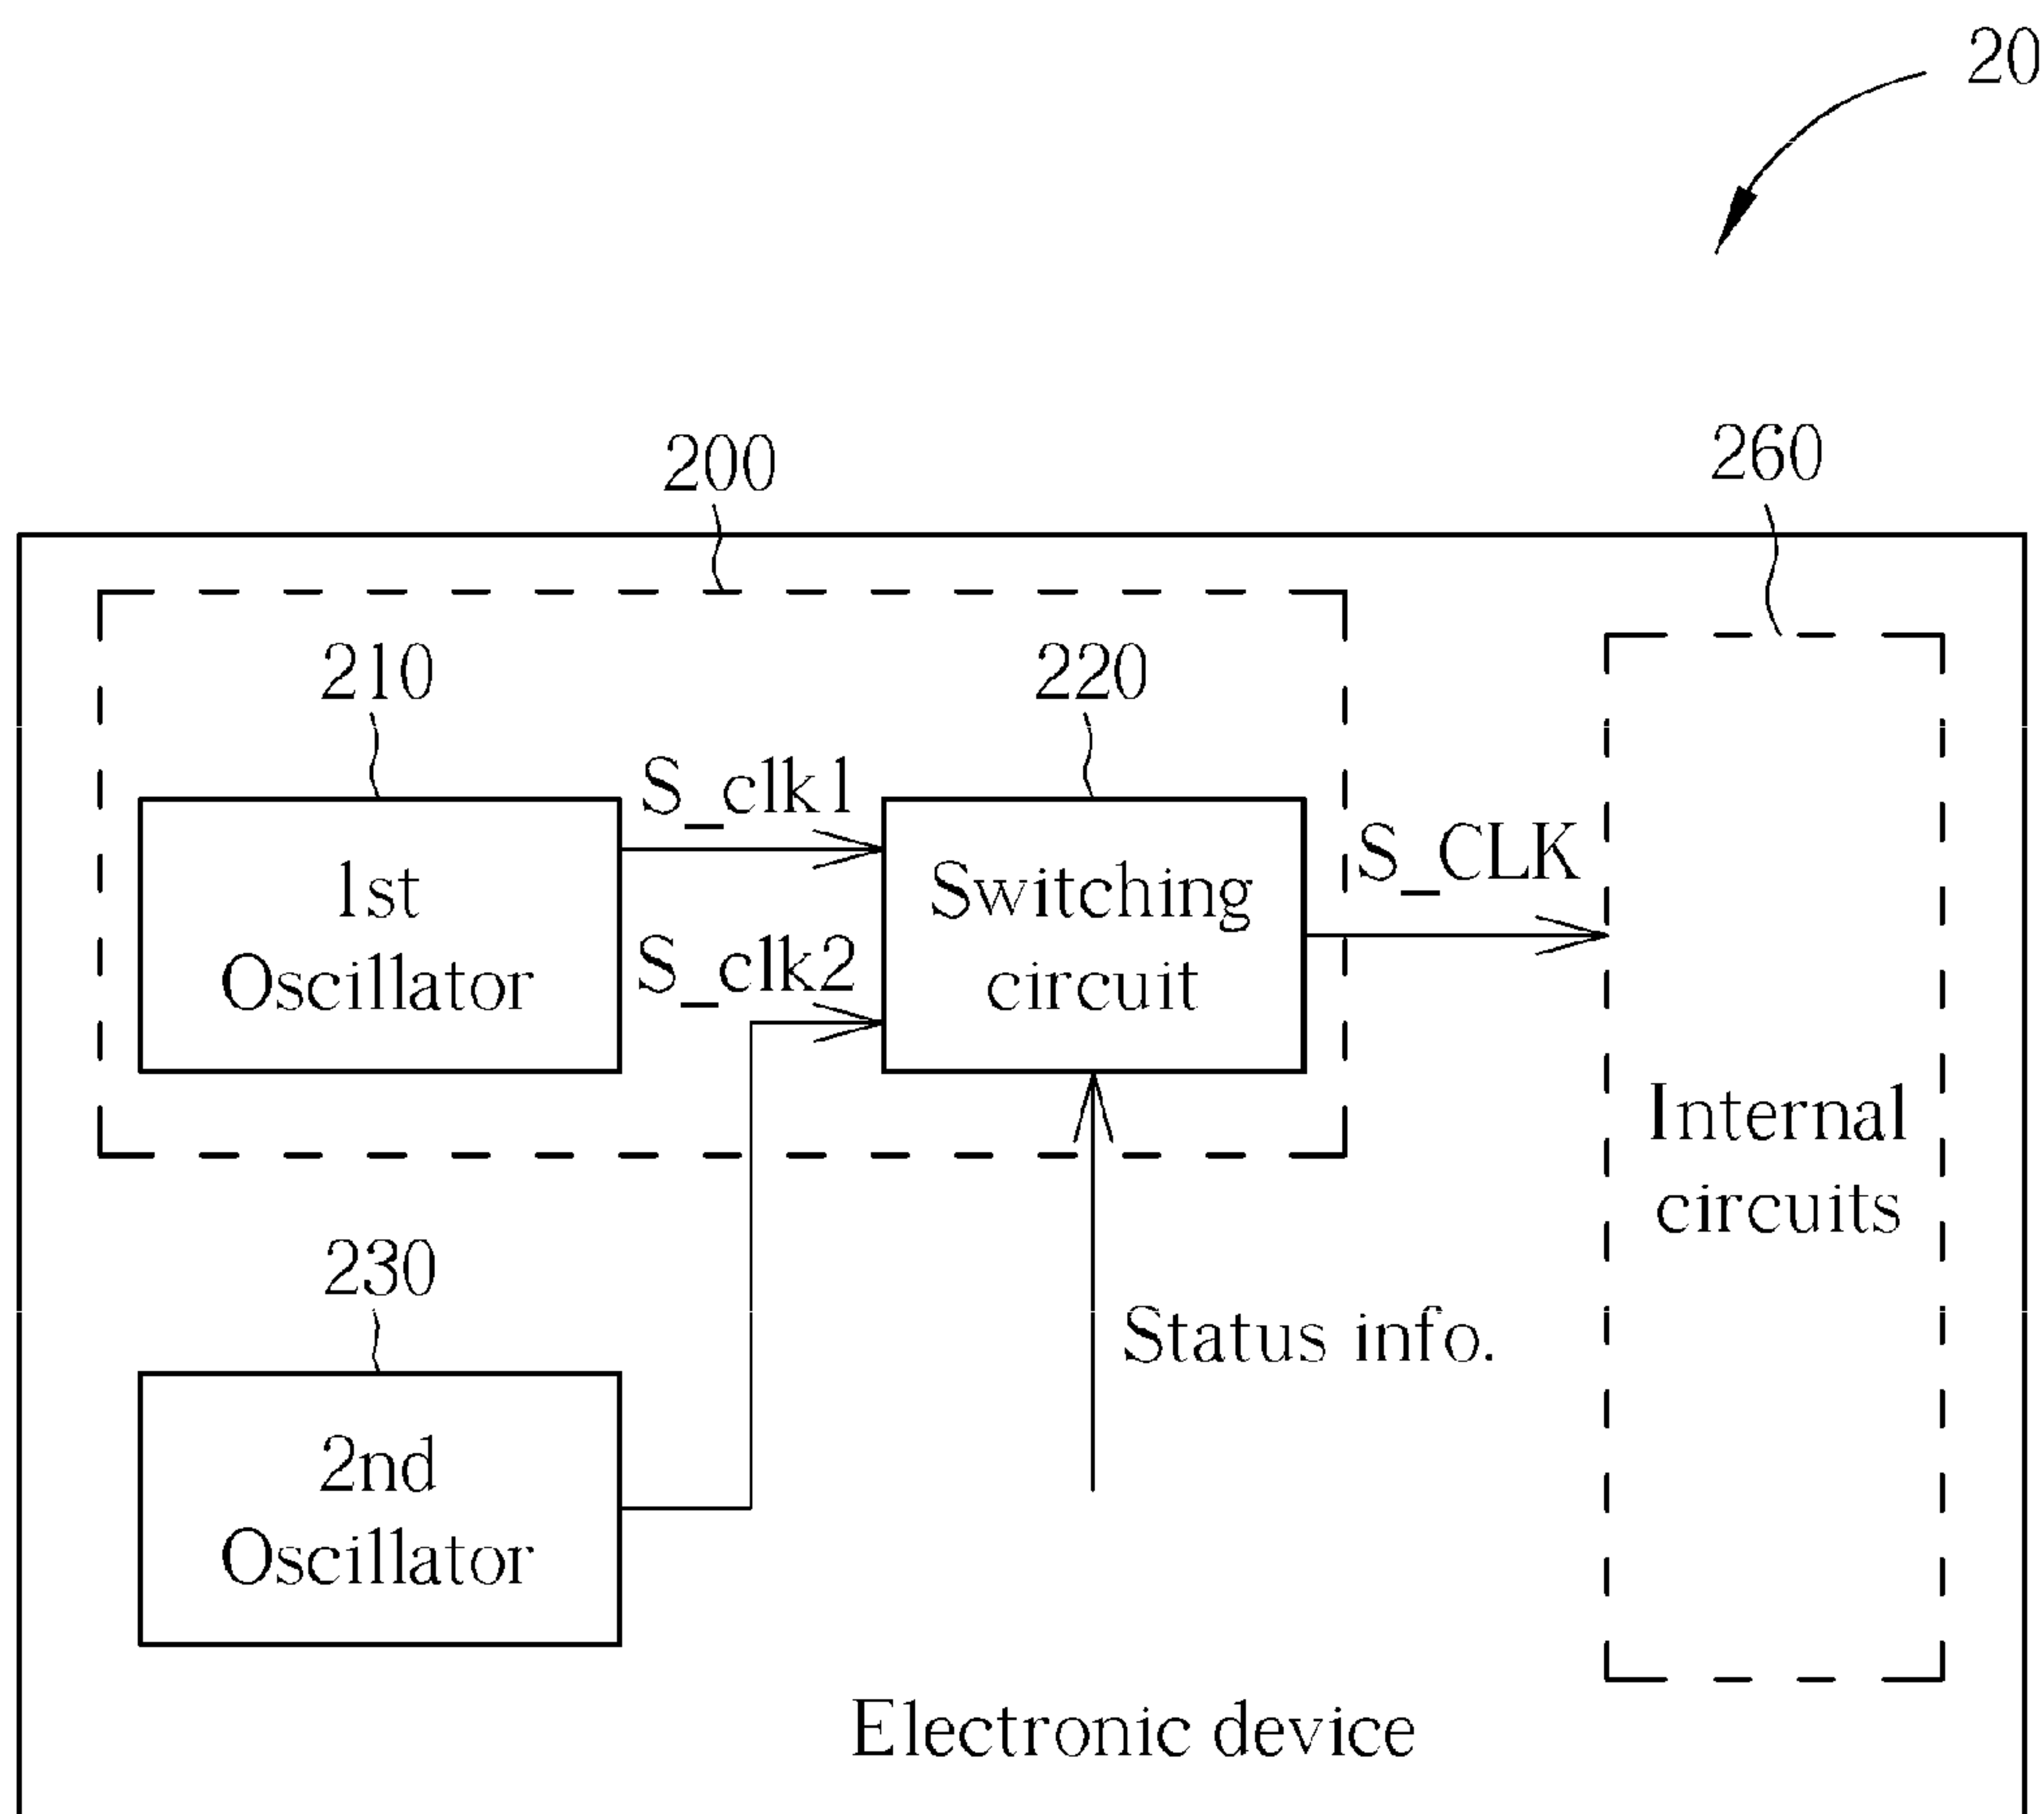 20
200
260
210
220
S_clk1
S_CLK
1st
Oscillator
Switching
circuit
S_clk2
Internal
circuits
230
Status info.
2nd
Oscillator
Electronic device